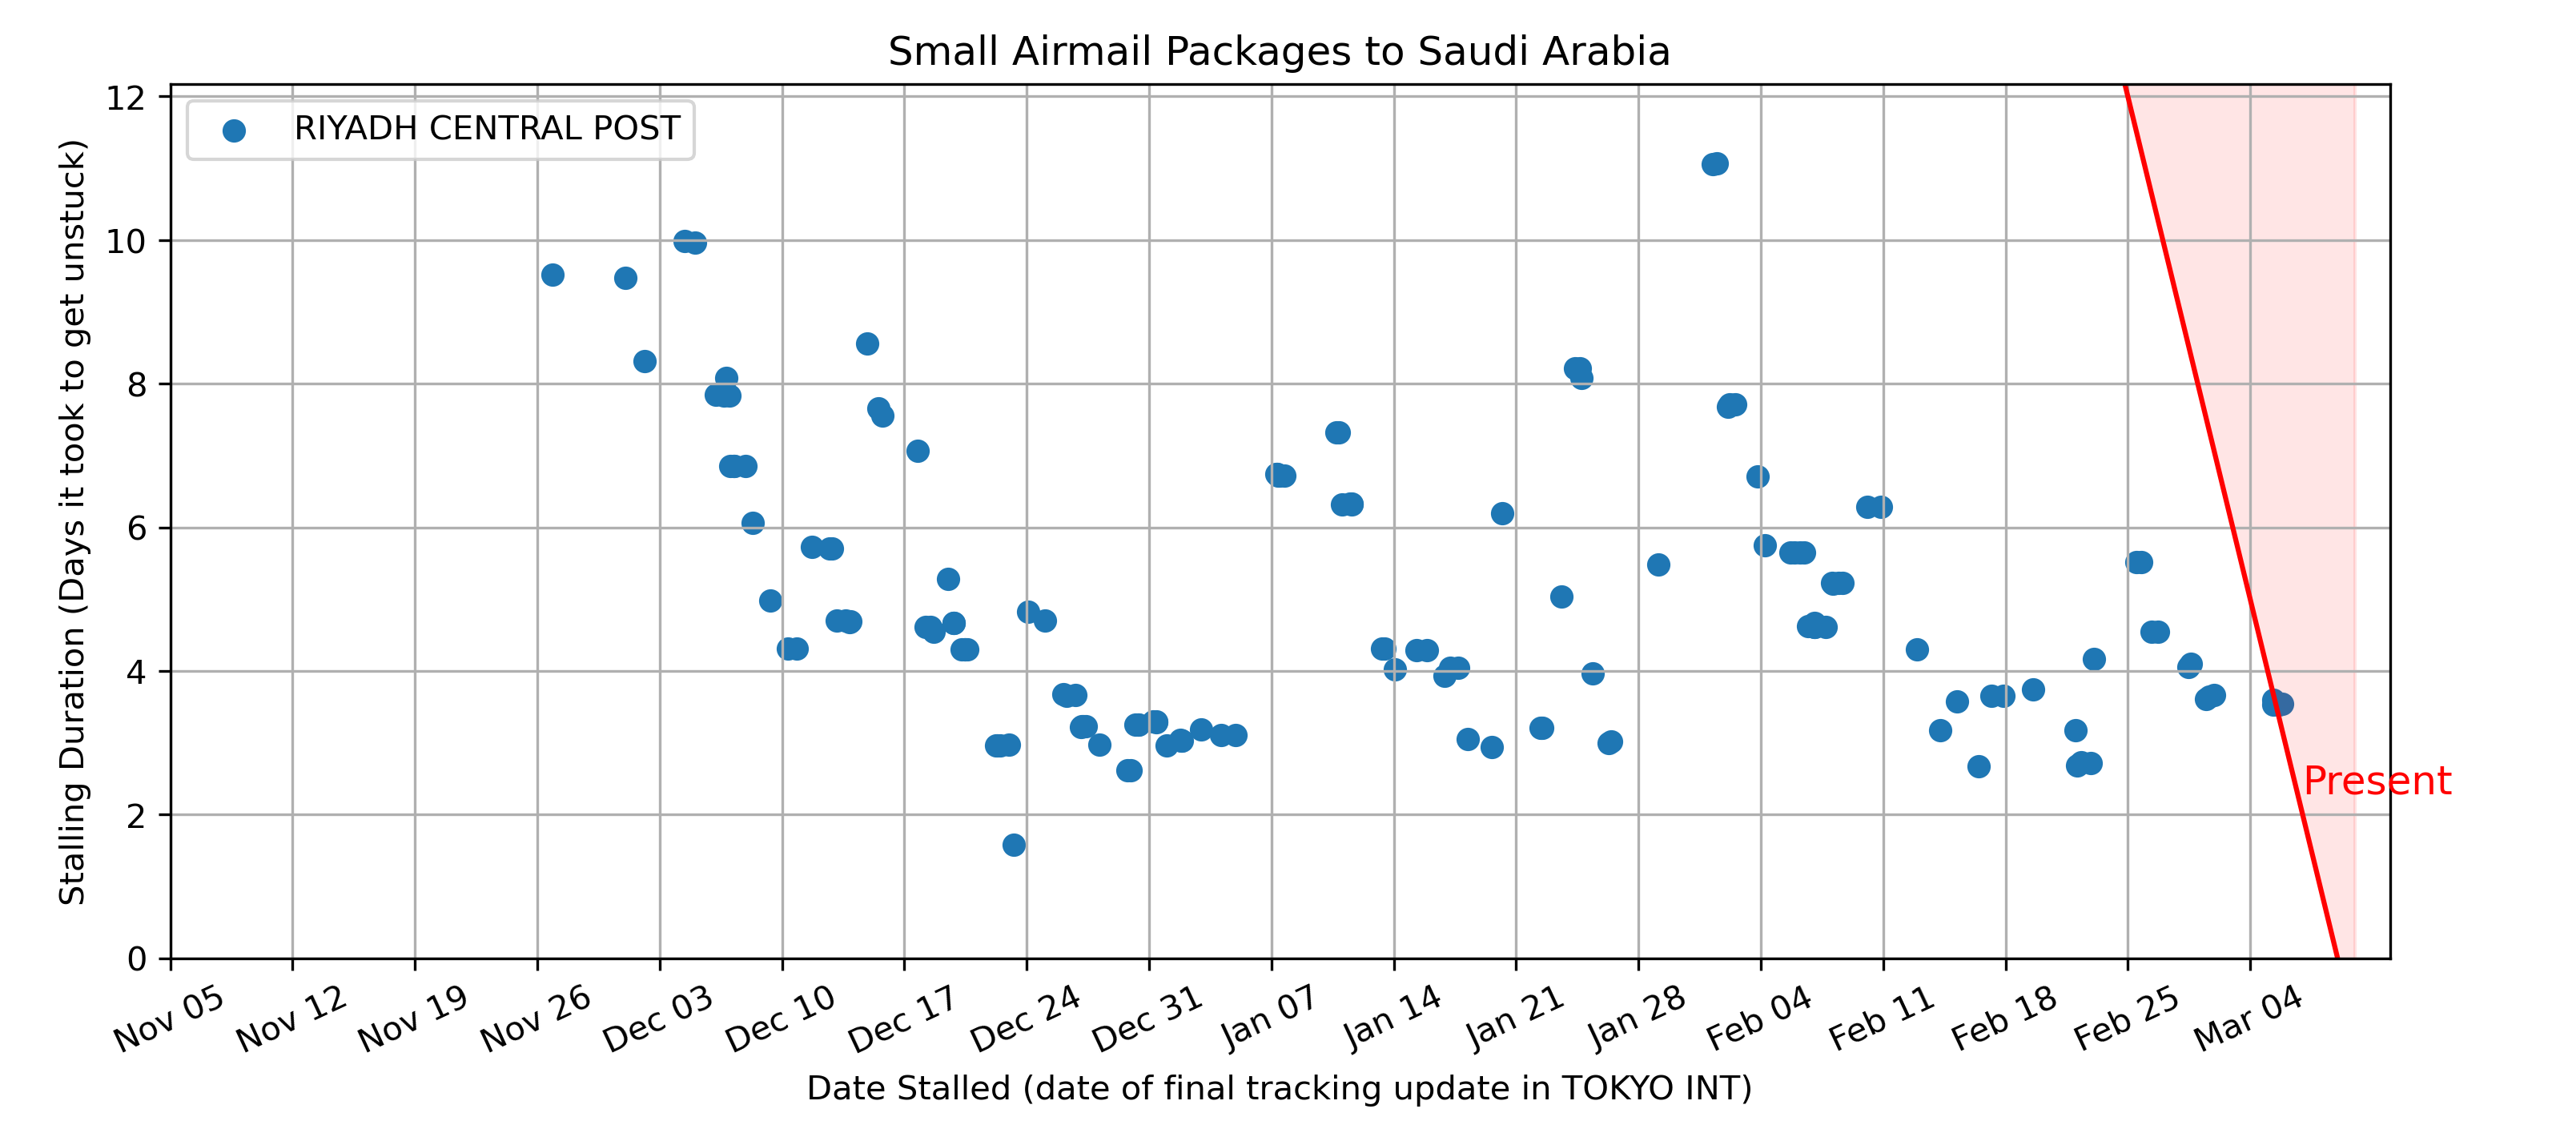 Small Airmail Packages to Saudi Arabia
RIYADH CENTRAL POST
Stalling Duration (Days it took to get unstuck)
12
10
8
6
4
2
0
Present
Nov 05
Nov 12
Nov 19
Nov 26
Dec 03
Dec 10
Dec 17
Dec 24
Dec 31
Jan 07
Jan 14
Jan 21
Jan 28
Feb 04
Feb 11
Feb 18
Feb 25
Mar 04
Date Stalled (date of final tracking update in TOKYO INT)